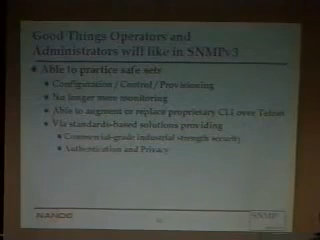 Good Things Operators and
Administrators will like in SNMPv3
Able to practice safe sets
Configuration / Control / Provisioning
No longer mere monitoring
Able to augment or replace proprietary CLI over Telnet
Via standards-based solutions providing
Commercial-grade industrial strength security
Authentication and Privacy
NANOG
SNMP